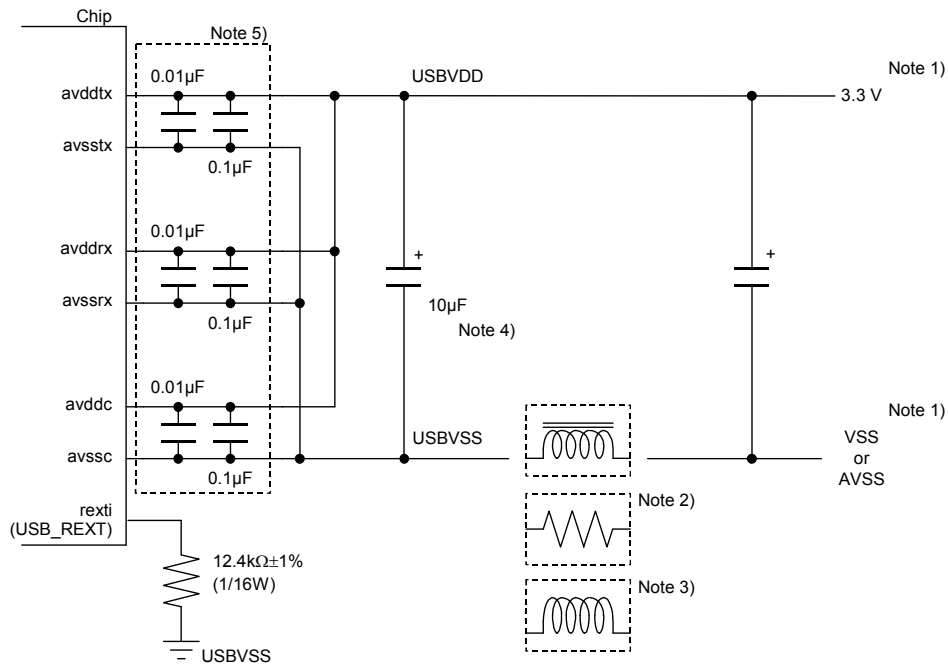 Chip
Note 5)
0.01µF
USBVDD
Note 1)
avddtx
3.3 V
avsstx
0.1µF
0.01µF
avddrx
+
+
avssrx
10µF
0.1µF
Note 4)
0.01µF
avddc
Note 1)
USBVSS
avssc
VSS
or
AVSS
0.1µF
rexti
(USB_REXT)
Note 2)
12.4kΩ±1%
(1/16W)
Note 3)
USBVSS